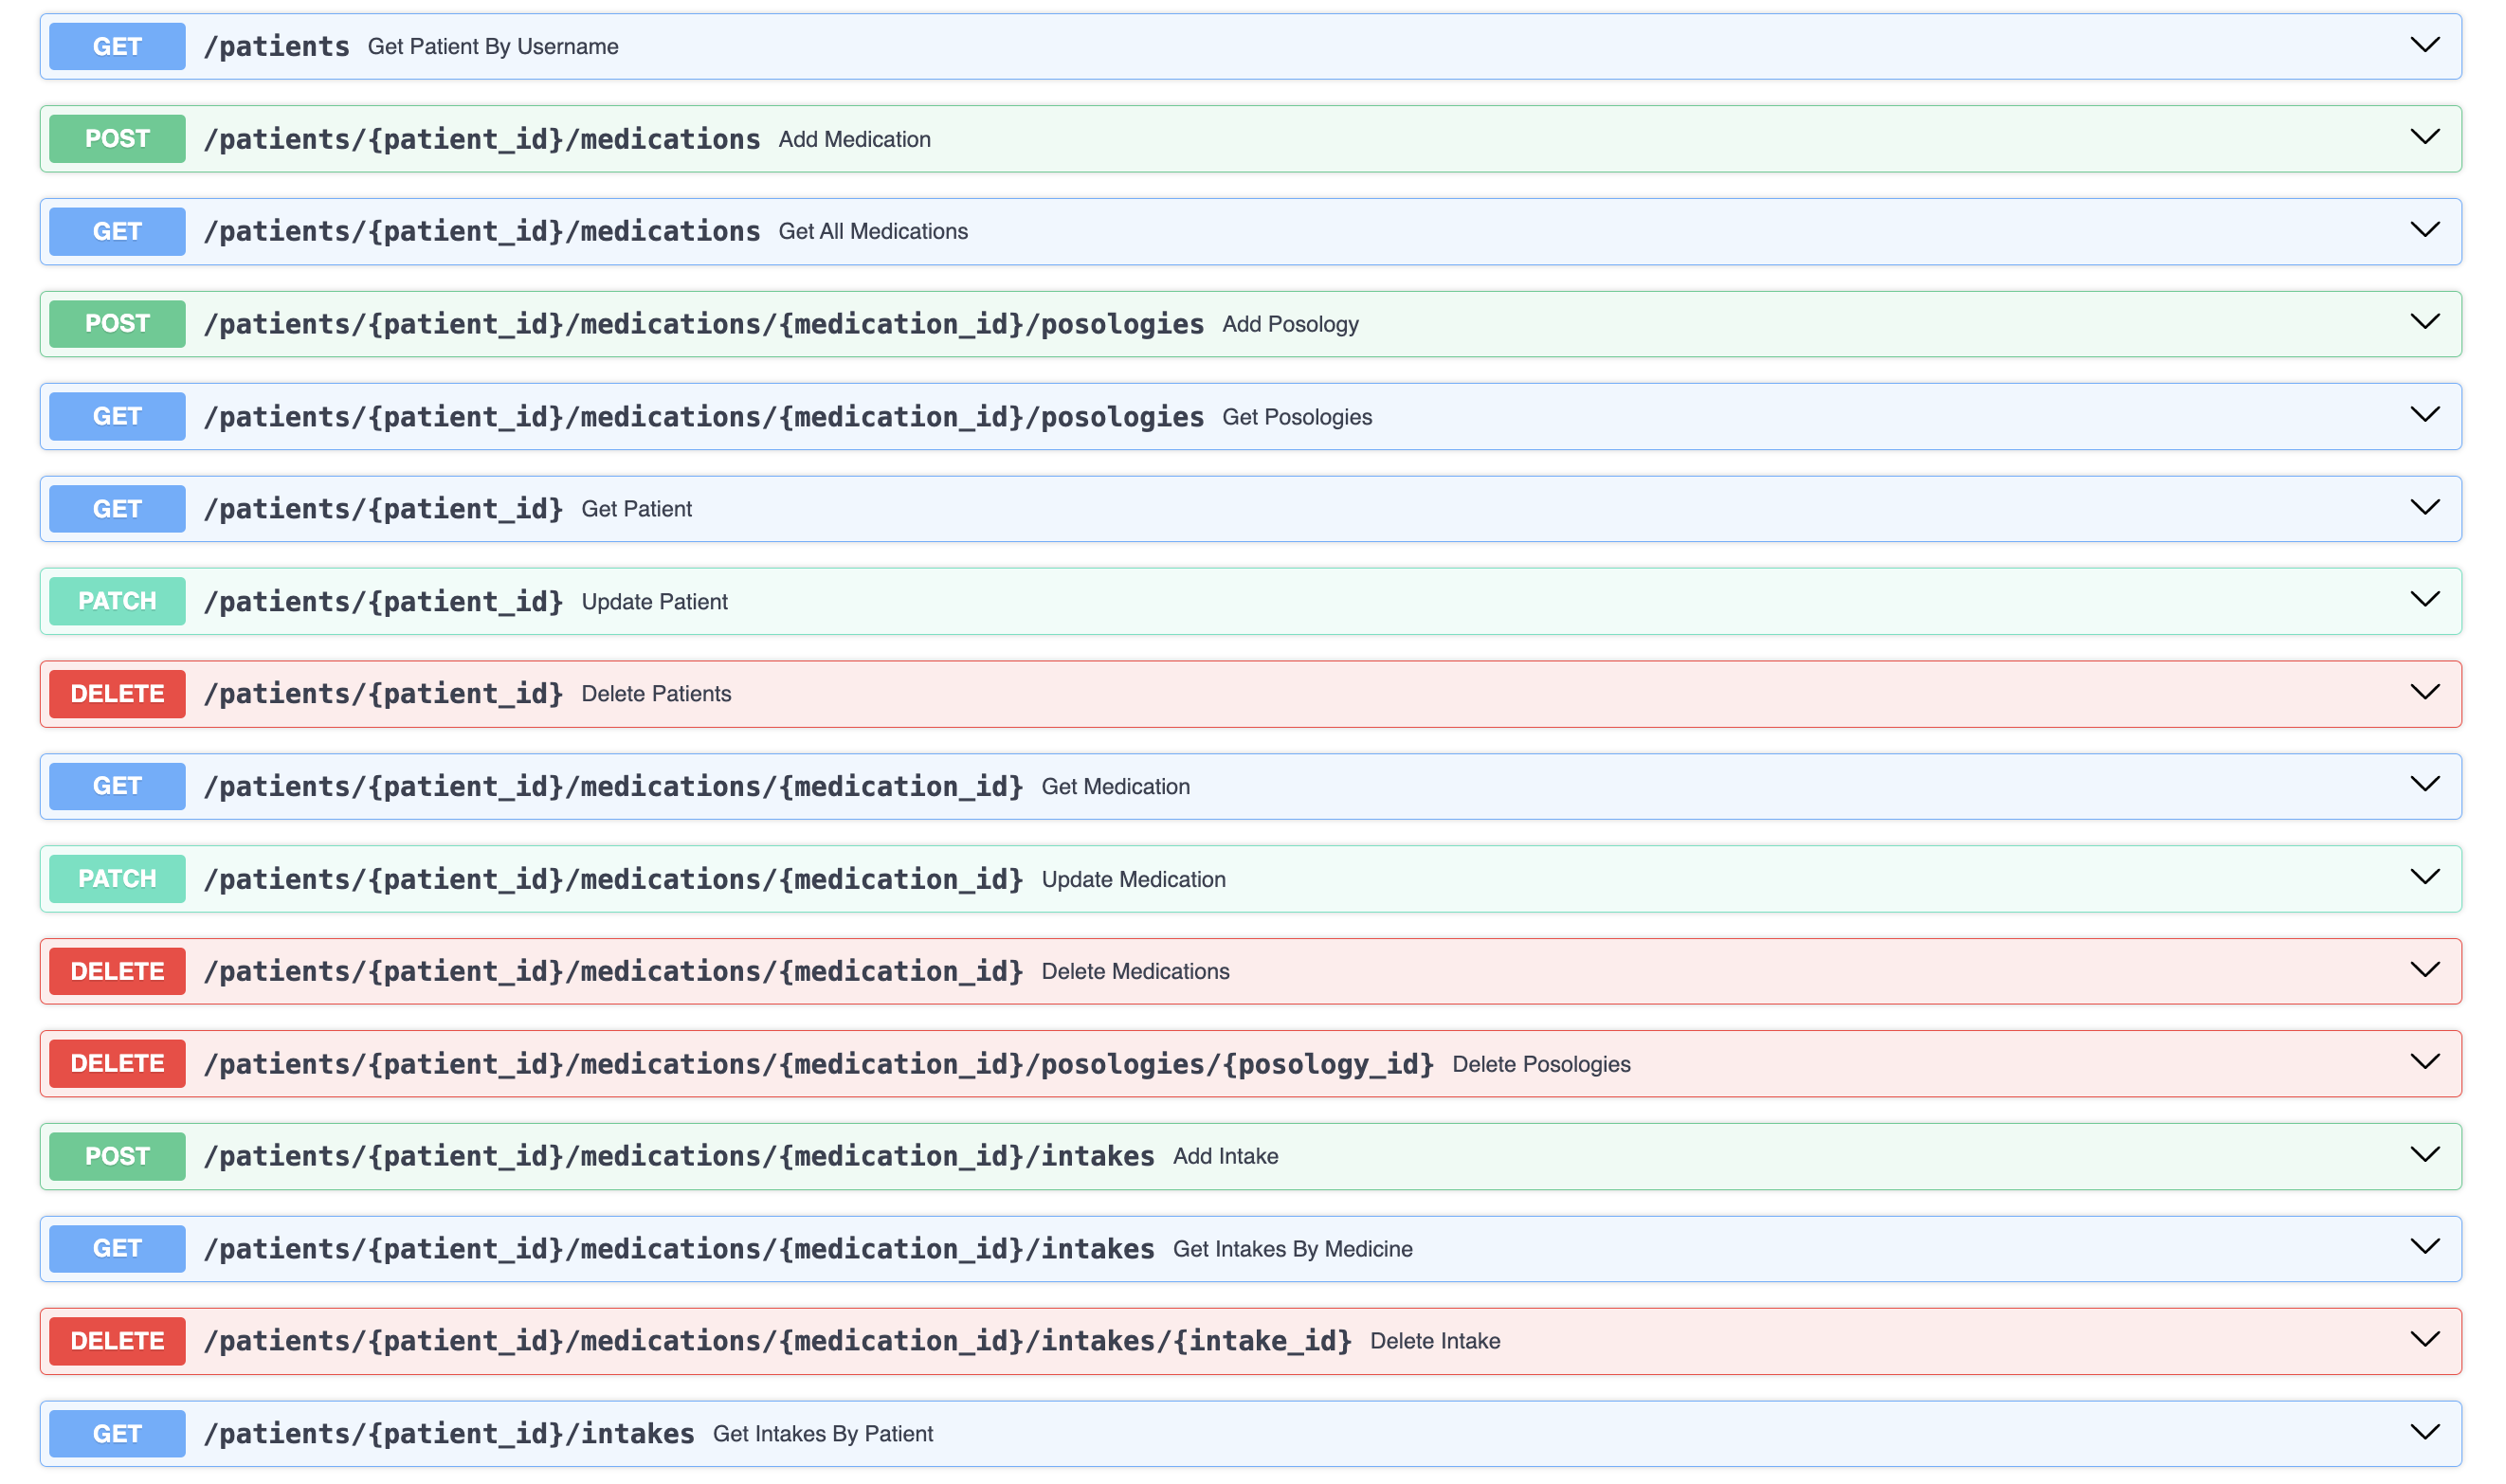 GET /patients Get Patient By Username
POST /patients/{patient_id}/medications Add Medication
GET /patients/{patient_id}/medications Get All Medications
POST /patients/{patient_id}/medications/{medication_id}/posologies Add Posology
GET /patients/{patient_id}/medications/{medication_id}/posologies Get Posologies
GET /patients/{patient_id} Get Patient
PATCH /patients/{patient_id} Update Patient
DELETE /patients/{patient_id} Delete Patients
GET /patients/{patient_id}/medications/{medication_id} Get Medication
PATCH /patients/{patient_id}/medications/{medication_id} Update Medication
DELETE /patients/{patient_id}/medications/{medication_id} Delete Medications
DELETE /patients/{patient_id}/medications/{medication_id}/posologies/{posology_id} Delete Posologies
POST /patients/{patient_id}/medications/{medication_id}/intakes Add Intake
GET /patients/{patient_id}/medications/{medication_id}/intakes Get Intakes By Medicine
DELETE /patients/{patient_id}/medications/{medication_id}/intakes/{intake_id} Delete Intake
GET /patients/{patient_id}/intakes Get Intakes By Patient